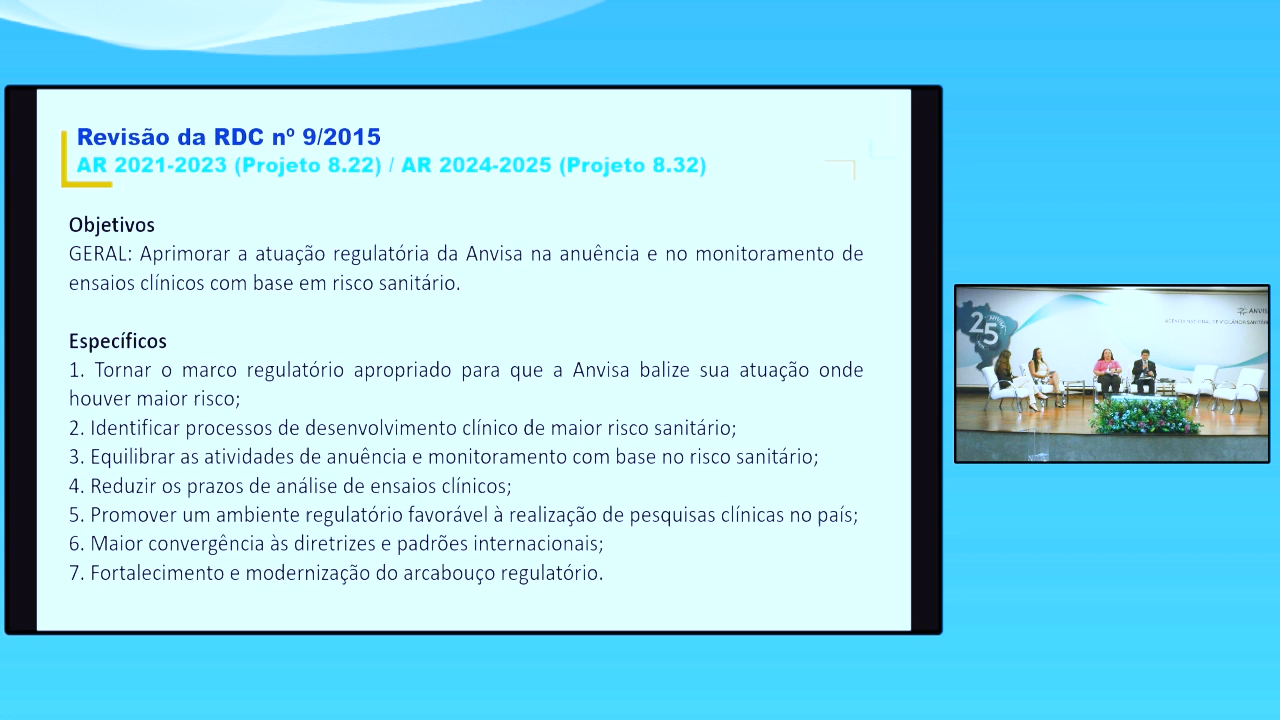 Revisão da RDC nº 9/2015
AR 2021-2023 (Projeto 8.22) / AR 2024-2025 (Projeto 8.32)
Objetivos
GERAL: Aprimorar a atuação regulatória da Anvisa na anuência e no monitoramento de
ensaios clínicos com base em risco sanitário.
Específicos
1. Tornar o marco regulatório apropriado para que a Anvisa balize sua atuação onde
houver maior risco;
2. Identificar processos de desenvolvimento clínico de maior risco sanitário;
3. Equilibrar as atividades de anuência e monitoramento com base no risco sanitário;
4. Reduzir os prazos de análise de ensaios clínicos;
5. Promover um ambiente regulatório favorável à realização de pesquisas clínicas no país;
6. Maior convergência às diretrizes e padrões internacionais;
7. Fortalecimento e modernização do arcabouço regulatório.
25
ANVIS